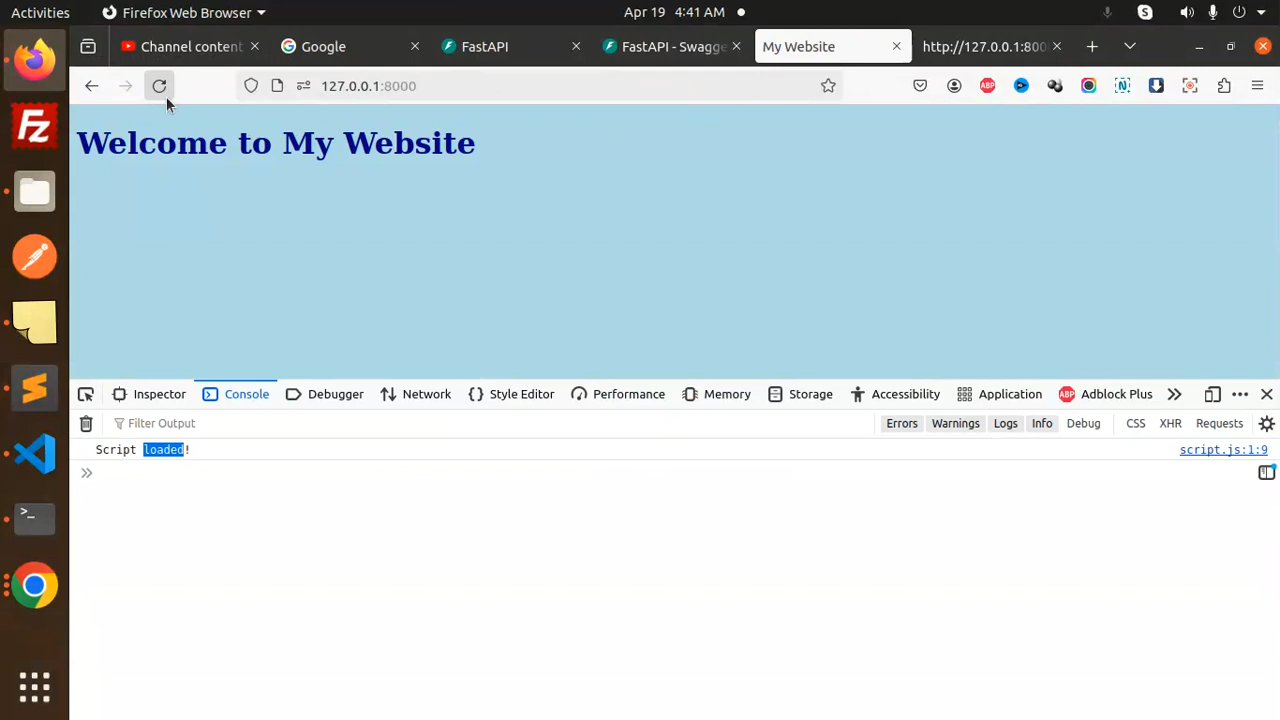 Activities Firefox Web Browser Apr 19 4:41 AM
Channel content Google FastAPI FastAPI - Swagge My Website http://127.0.0.1:800
127.0.0.1:8000
Welcome to My Website
Inspector Console Debugger Network Style Editor Performance Memory Storage Accessibility Application Adblock Plus
Filter Output Errors Warnings Logs Info Debug CSS XHR Requests
Script loaded! script.js:1:9